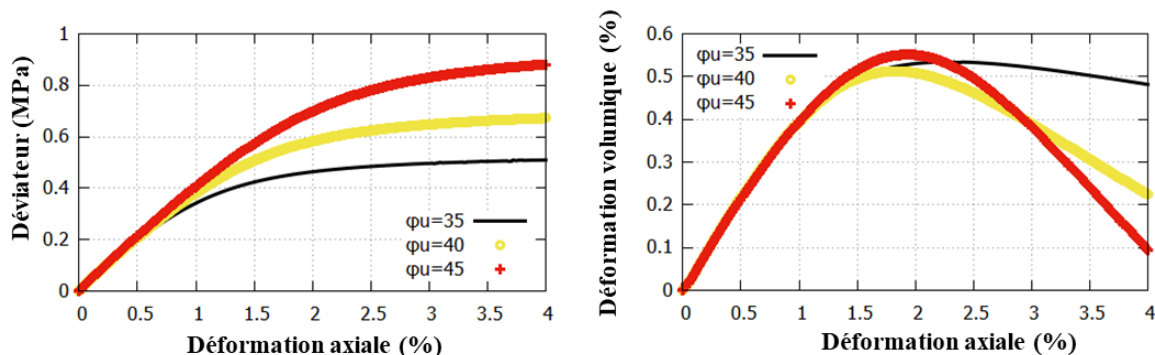 Déviateur (MPa)
1
0.8
0.6
0.4
0.2
0
φu=35
φu=40
φu=45
0 0.5 1 1.5 2 2.5 3 3.5 4
Déformation axiale (%)
Déformation volumique (%)
0.6
0.5
0.4
0.3
0.2
0.1
0
φu=35
φu=40
φu=45
0 0.5 1 1.5 2 2.5 3 3.5 4
Déformation axiale (%)